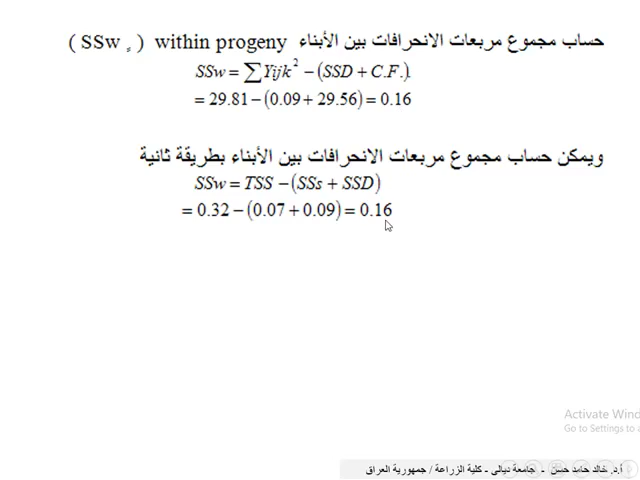 حساب مجموع مربعات الانحرافات بين الأبناء within progeny ( SSw ء )
SSw = ∑ Yijk² − (SSD + C.F.).
= 29.81 − (0.09 + 29.56) = 0.16
ويمكن حساب مجموع مربعات الانحرافات بين الأبناء بطريقة ثانية
SSw = TSS − (SSs + SSD)
= 0.32 − (0.07 + 0.09) = 0.16
Activate Wind
Go to Settings to a
أ.د. خالد حامد حسن - جامعة ديالى - كلية الزراعة / جمهورية العراق